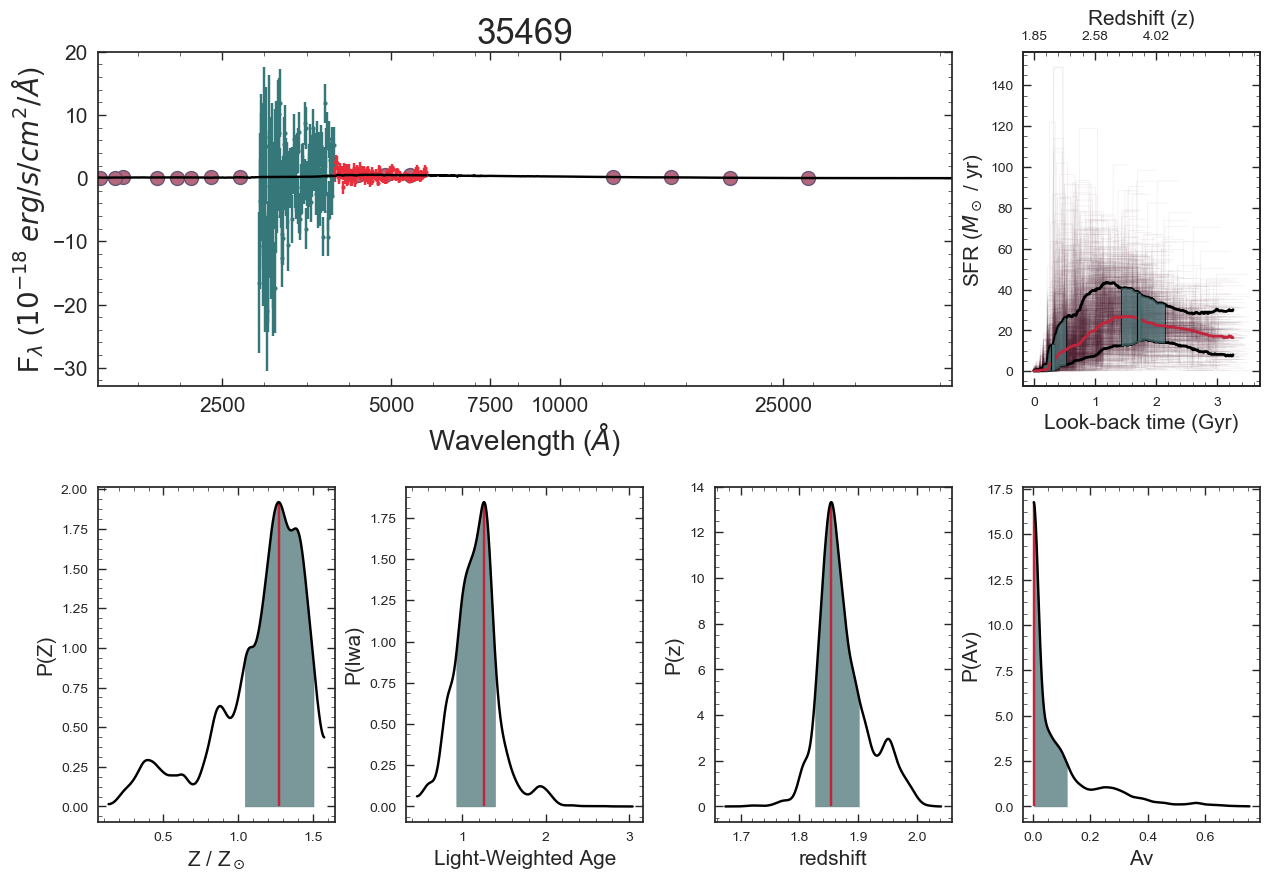 35469
20
10
0
−10
−20
−30
F_λ (10^{−18} erg/s/cm^2/Å)
2500 5000 7500 10000 25000
Wavelength (Å)
Redshift (z)
1.85 2.58 4.02
140
120
100
80
60
40
20
0
SFR (M_⊙ / yr)
0 1 2 3
Look-back time (Gyr)
2.00
1.75
1.50
1.25
1.00
0.75
0.50
0.25
0.00
P(Z)
0.5 1.0 1.5
Z / Z_⊙
1.75
1.50
1.25
1.00
0.75
0.50
0.25
0.00
P(lwa)
1 2 3
Light-Weighted Age
14
12
10
8
6
4
2
0
P(z)
1.7 1.8 1.9 2.0
redshift
17.5
15.0
12.5
10.0
7.5
5.0
2.5
0.0
P(Av)
0.0 0.2 0.4 0.6
Av